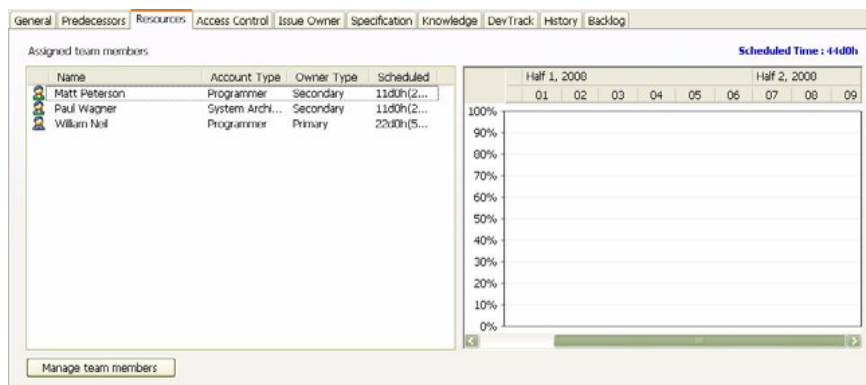 General Predecessors Resources Access Control Issue Owner Specification Knowledge DevTrack History Backlog
Assigned team members
Scheduled Time : 44d0h
Name Account Type Owner Type Scheduled
Matt Peterson Programmer Secondary 11d0h(2...
Paul Wagner System Archi... Secondary 11d0h(2...
William Neil Programmer Primary 22d0h(5...
Half 1, 2008 Half 2, 2008
01 02 03 04 05 06 07 08 09
100%
90%
80%
70%
60%
50%
40%
30%
20%
10%
0%
Manage team members